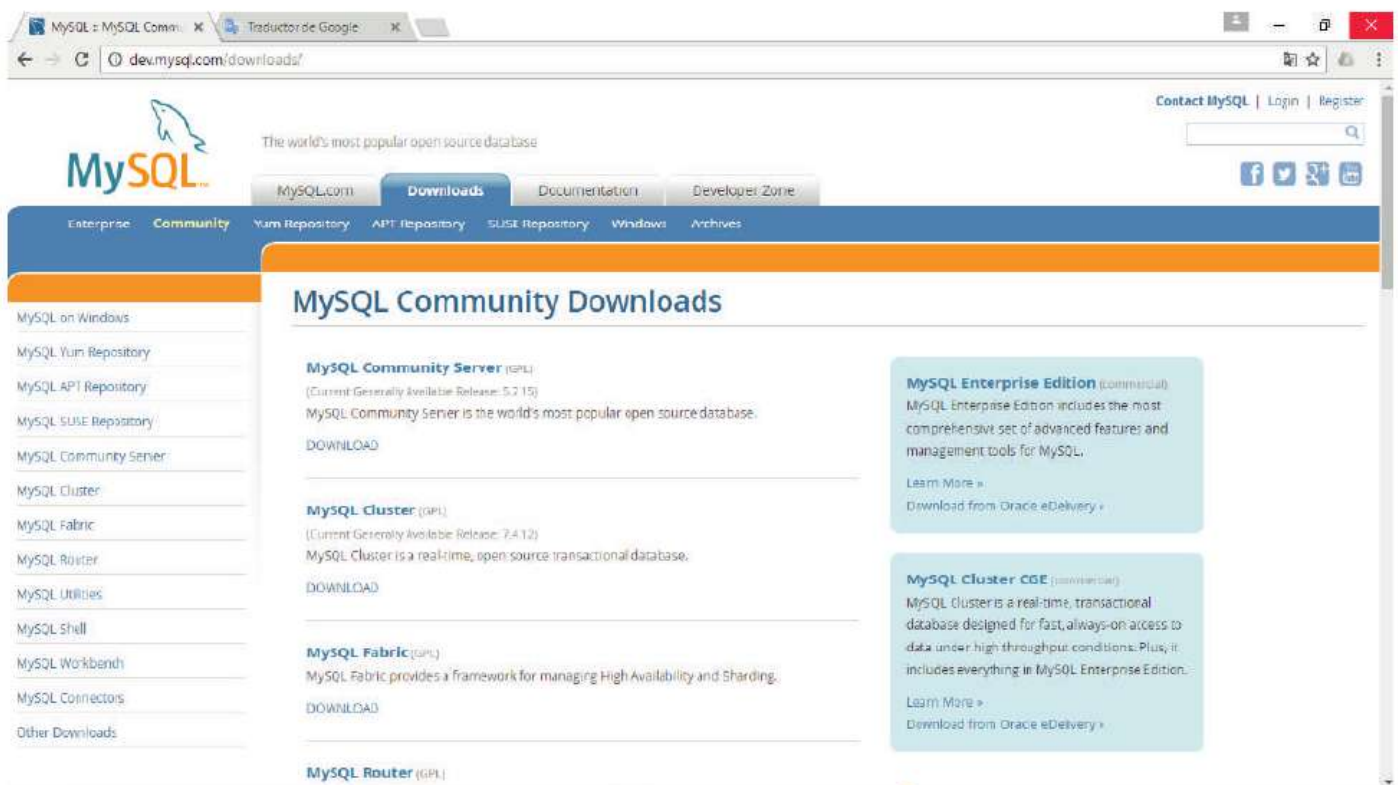 MySQL :: MySQL Comm
Traductor de Google
dev.mysql.com/downloads/
Contact MySQL | Login | Register
MySQL
The world's most popular open source database
MySQL.com
Downloads
Documentation
Developer Zone
Enterprise
Community
Yum Repository
APT Repository
SUSE Repository
Windows
Archives
MySQL on Windows
MySQL Yum Repository
MySQL APT Repository
MySQL SUSE Repository
MySQL Community Server
MySQL Cluster
MySQL Fabric
MySQL Router
MySQL Utilities
MySQL Shell
MySQL Workbench
MySQL Connectors
Other Downloads
MySQL Community Downloads
MySQL Community Server (GPL)
(Current Generally Available Release: 5.7.15)
MySQL Community Server is the world's most popular open source database.
DOWNLOAD
MySQL Cluster (GPL)
(Current Generally Available Release: 7.4.12)
MySQL Cluster is a real-time, open source transactional database.
DOWNLOAD
MySQL Fabric (GPL)
MySQL Fabric provides a framework for managing High Availability and Sharding.
DOWNLOAD
MySQL Router (GPL)
MySQL Enterprise Edition (commercial)
MySQL Enterprise Edition includes the most
comprehensive set of advanced features and
management tools for MySQL.
Learn More »
Download from Oracle eDelivery »
MySQL Cluster CGE (commercial)
MySQL Cluster is a real-time, transactional
database designed for fast, always-on access to
data under high throughput conditions. Plus, it
includes everything in MySQL Enterprise Edition.
Learn More »
Download from Oracle eDelivery »